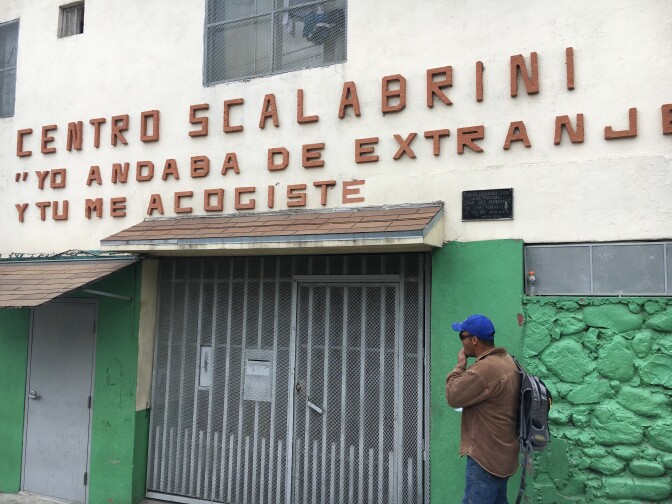 CENTRO SCALABRINI
"YO ANDABA DE EXTRANJE
Y TU ME ACOGISTE